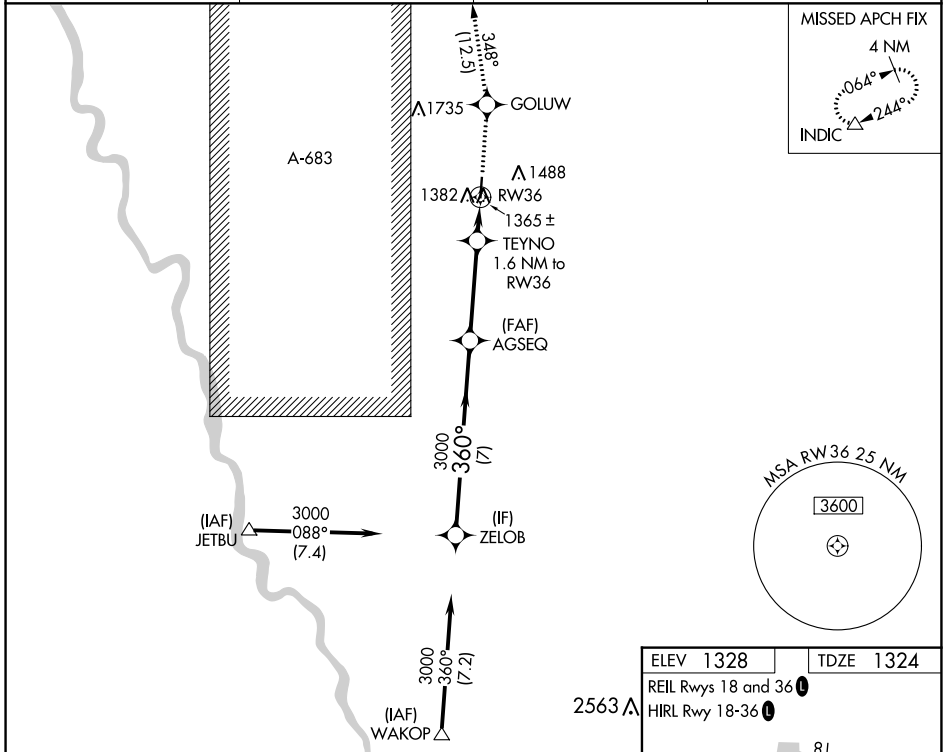 MISSED APCH FIX
4 NM
064°
244°
INDIC
348°
(12.5)
1735
GOLUW
A-683
1488
1382
RW36
1365 ±
TEYNO
1.6 NM to
RW36
(FAF)
AGSEQ
3000
360°
(7)
MSA RW36 25 NM
3600
(IAF)
JETBU
3000
088°
(7.4)
(IF)
ZELOB
3000
360°
(7.2)
(IAF)
WAKOP
2563
ELEV 1328
TDZE 1324
REIL Rwys 18 and 36 L
HIRL Rwy 18-36 L